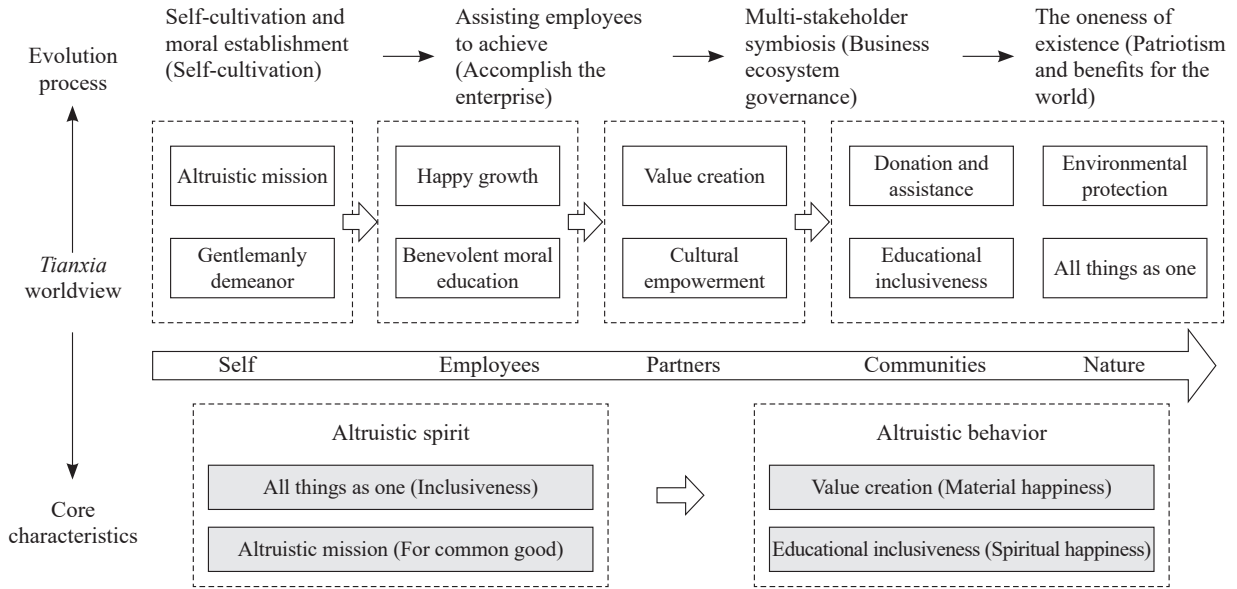 Evolution
process
Self-cultivation and
moral establishment
(Self-cultivation)
Assisting employees
to achieve
(Accomplish the
enterprise)
Multi-stakeholder
symbiosis (Business
ecosystem
governance)
The oneness of
existence (Patriotism
and benefits for the
world)
Altruistic mission
Gentlemanly
demeanor
Happy growth
Benevolent moral
education
Value creation
Cultural
empowerment
Donation and
assistance
Educational
inclusiveness
Environmental
protection
All things as one
Tianxia
worldview
Self
Employees
Partners
Communities
Nature
Core
characteristics
Altruistic spirit
All things as one (Inclusiveness)
Altruistic mission (For common good)
Altruistic behavior
Value creation (Material happiness)
Educational inclusiveness (Spiritual happiness)